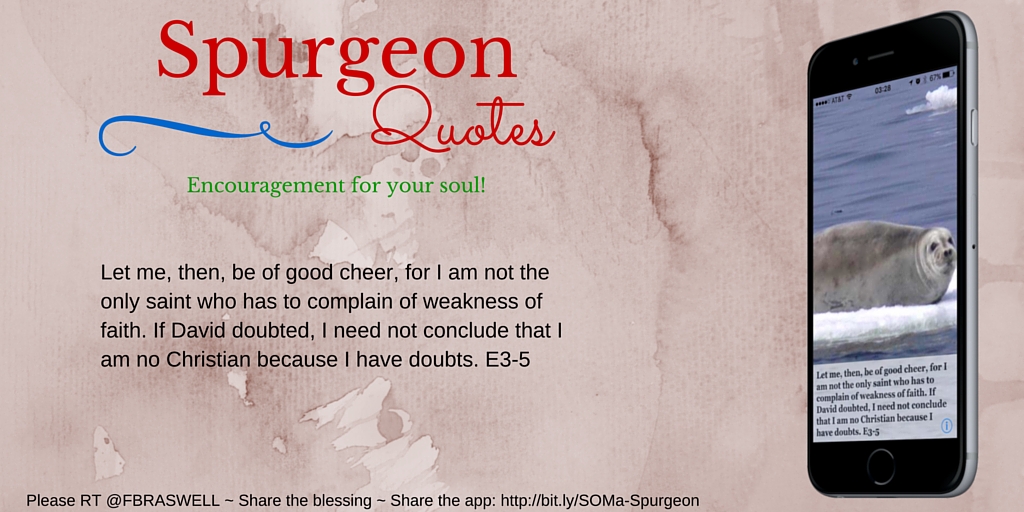 Spurgeon
Quotes
Encouragement for your soul!
Let me, then, be of good cheer, for I am not the
only saint who has to complain of weakness of
faith. If David doubted, I need not conclude that I
am no Christian because I have doubts. E3-5
Please RT @FBRASWELL ~ Share the blessing ~ Share the app: http://bit.ly/SOMa-Spurgeon
AT&T 03:28 67%
Let me, then, be of good cheer, for I
am not the only saint who has to
complain of weakness of faith. If
David doubted, I need not conclude
that I am no Christian because I
have doubts. E3-5